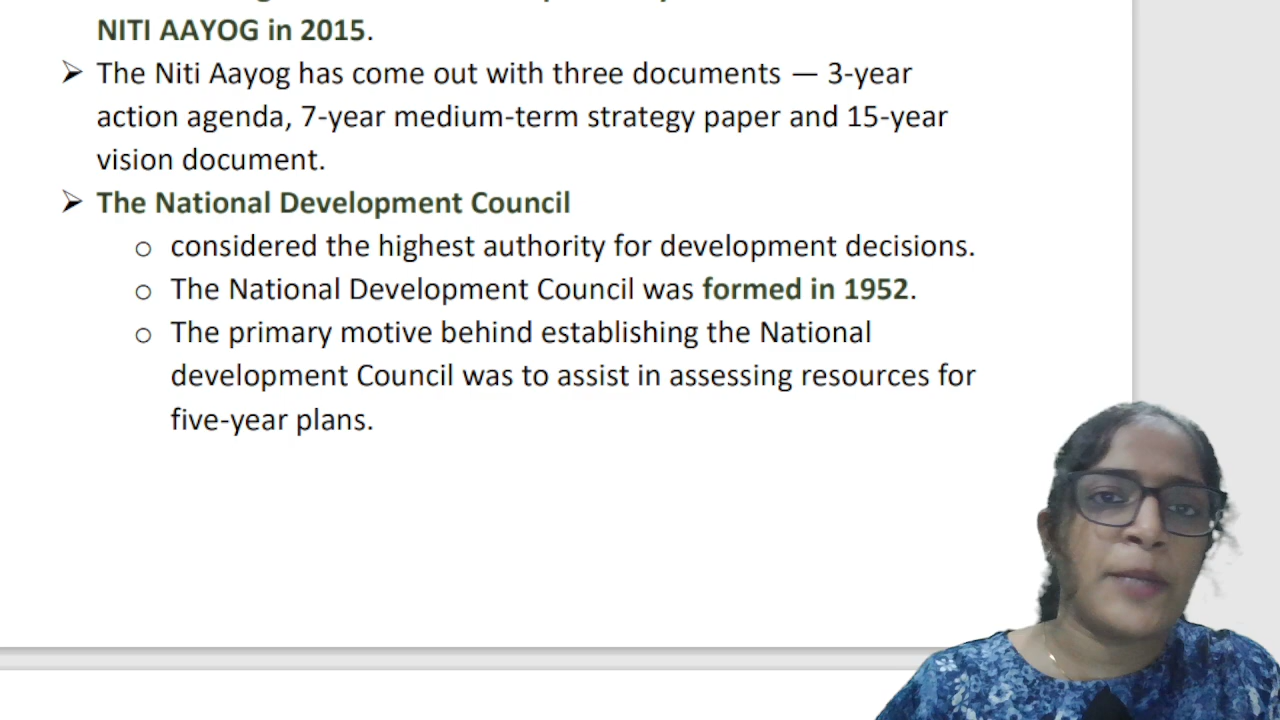 NITI AAYOG in 2015.
➢ The Niti Aayog has come out with three documents — 3-year
action agenda, 7-year medium-term strategy paper and 15-year
vision document.
➢ The National Development Council
o considered the highest authority for development decisions.
o The National Development Council was formed in 1952.
o The primary motive behind establishing the National
development Council was to assist in assessing resources for
five-year plans.